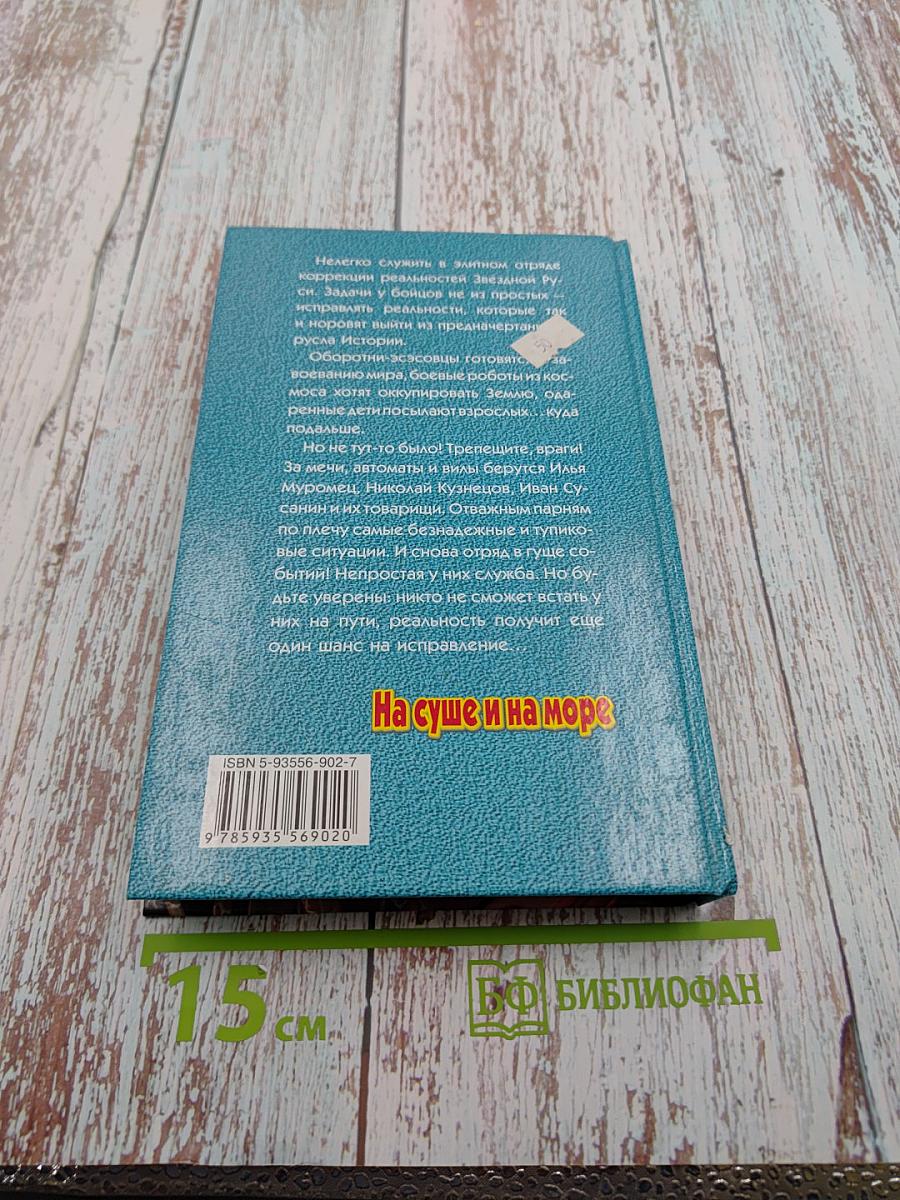 Нелегко служить в элитном отряде
коррекции реальностей Звездной Ру-
си. Задачи у бойцов не из простых –
исправлять реальности, которые так
и норовят выйти из
русла Истории.
Оборотни-эсэсовцы
воеванию мира, боевые роботы из кос-
моса хотят оккупировать Землю, ода-
ренные дети посылают взрослых... куда
подальше.
Но не тут-то было! Трепещите, враги!
За мечи, автоматы и вилы берутся Илья
Муромец, Николай Кузнецов, Иван Су-
санин и их товарищи. Отважным парням
по плечу самые безнадежные и тупико-
вые ситуации. И снова отряд в гуще со-
бытий! Непростая у них служба. Но бу-
дьте уверены: никто не сможет встать у
них на пути, реальность получит еще
один шанс на исправление...
На суше и на море
ISBN 5-93556-902-7
9 785935 569020
15 см
БФ БИБЛИОФАН